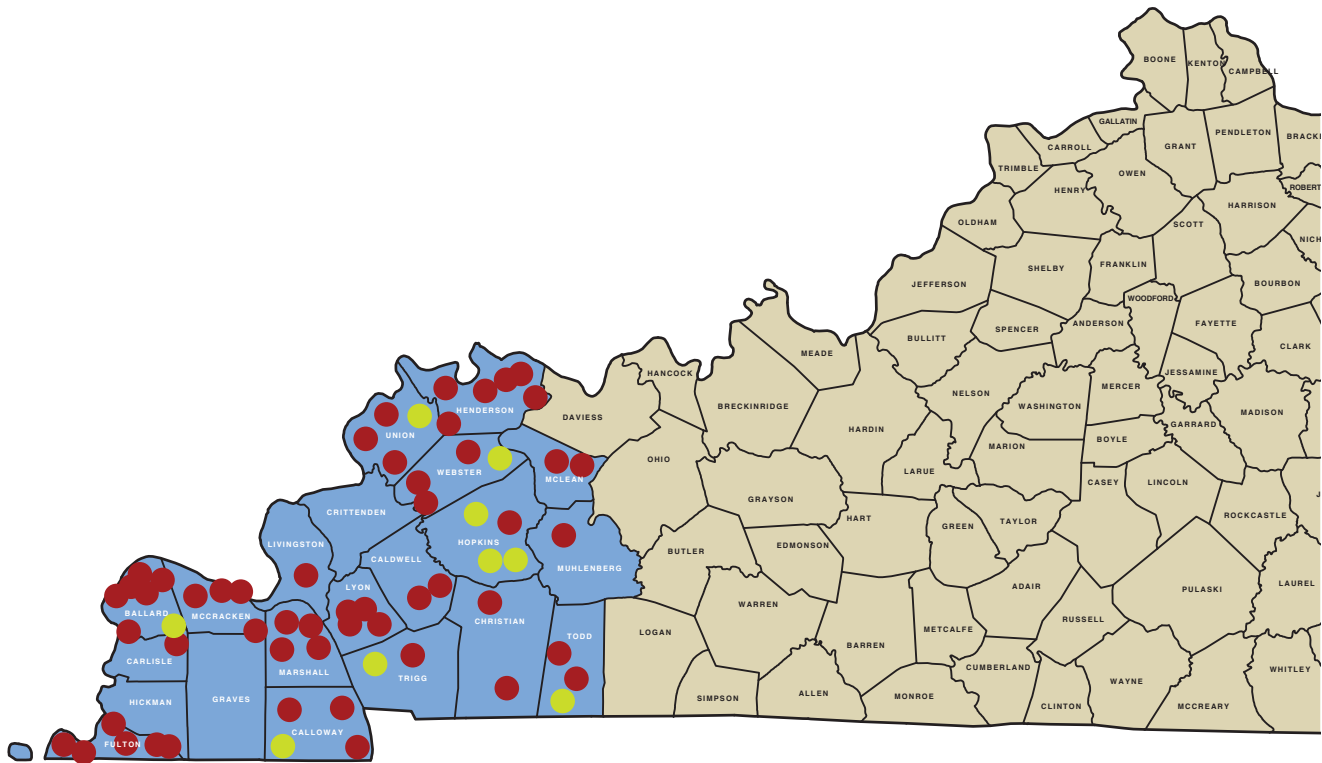 BOONE
KENTON
CAMPBELL
GALLATIN
PENDLETON
BRACK
CARROLL
GRANT
TRIMBLE
OWEN
HENRY
ROBERT
HARRISON
OLDHAM
SCOTT
NICH
SHELBY
FRANKLIN
JEFFERSON
BOURBON
WOODFORD
SPENCER
ANDERSON
FAYETTE
BULLITT
CLARK
MEADE
HANCOCK
JESSAMINE
MERCER
NELSON
BRECKINRIDGE
WASHINGTON
HENDERSON
MADISON
DAVIESS
GARRARD
HARDIN
UNION
BOYLE
MARION
OHIO
WEBSTER
LARUE
MCLEAN
CASEY
LINCOLN
GRAYSON
J
CRITTENDEN
HART
ROCKCASTLE
GREEN
TAYLOR
HOPKINS
LIVINGSTON
EDMONSON
BUTLER
CALDWELL
MUHLENBERG
LAUREL
LYON
ADAIR
PULASKI
WARREN
BALLARD
MCCRACKEN
CHRISTIAN
RUSSELL
METCALFE
LOGAN
TODD
BARREN
CARLISLE
CUMBERLAND
WHITLEY
MARSHALL
TRIGG
WAYNE
ALLEN
MONROE
SIMPSON
GRAVES
HICKMAN
CLINTON
MCCREARY
CALLOWAY
FULTON